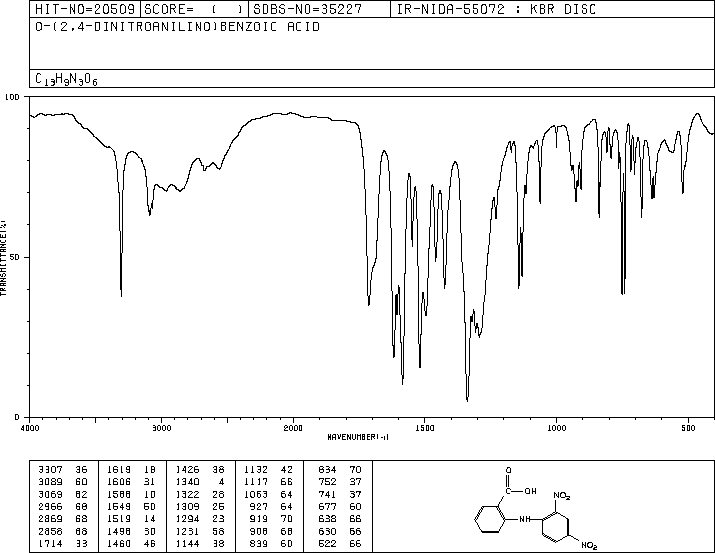 HIT-NO=20509 SCORE= ( ) SDBS-NO=35227 IR-NIDA-55072 : KBR DISC
O-(2,4-DINITROANILINO)BENZOIC ACID
C13H9N3O6
100
50
0
TRANSMITTANCE(%)
4000 3000 2000 1500 1000 500
WAVENUMBER(-1)
3307 36 1619 18 1426 38 1132 42 834 70
3089 60 1606 31 1340 4 1117 66 752 37
3069 62 1588 10 1322 28 1063 64 741 37
2966 68 1549 50 1309 26 927 64 677 60
2869 68 1519 14 1294 23 919 70 638 66
2858 68 1498 30 1231 58 908 68 630 66
1714 33 1460 46 1144 38 839 60 522 66
O
C OH
NH
NO2
NO2